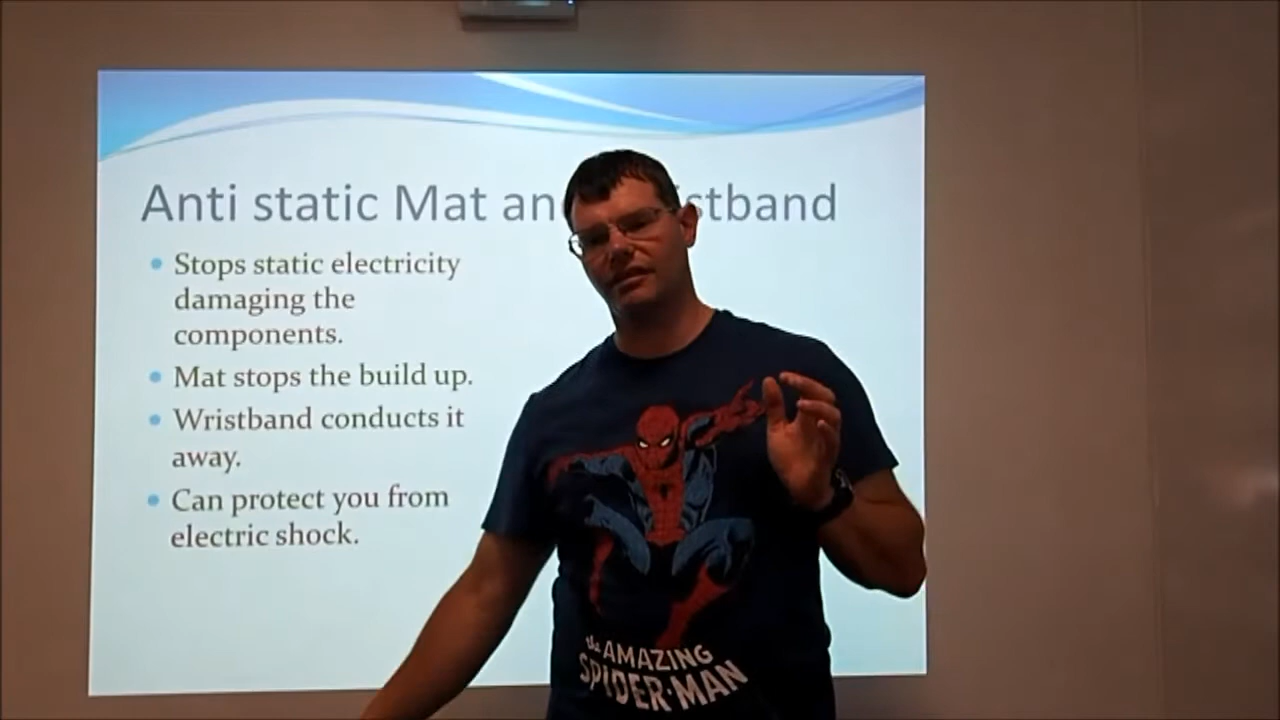 Anti static Mat an istband
Stops static electricity
damaging the
components.
Mat stops the build up.
Wristband conducts it
away.
Can protect you from
electric shock.
the AMAZING
SPIDER-MAN